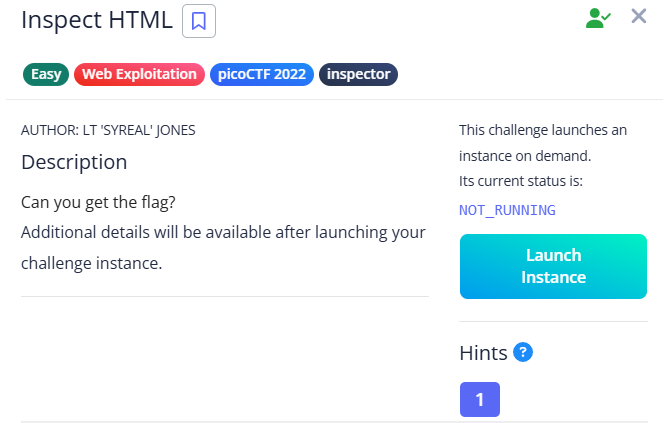 Inspect HTML
Easy Web Exploitation picoCTF 2022 inspector
AUTHOR: LT 'SYREAL' JONES
Description
Can you get the flag?
Additional details will be available after launching your
challenge instance.
This challenge launches an
instance on demand.
Its current status is:
NOT_RUNNING
Launch
Instance
Hints ?
1